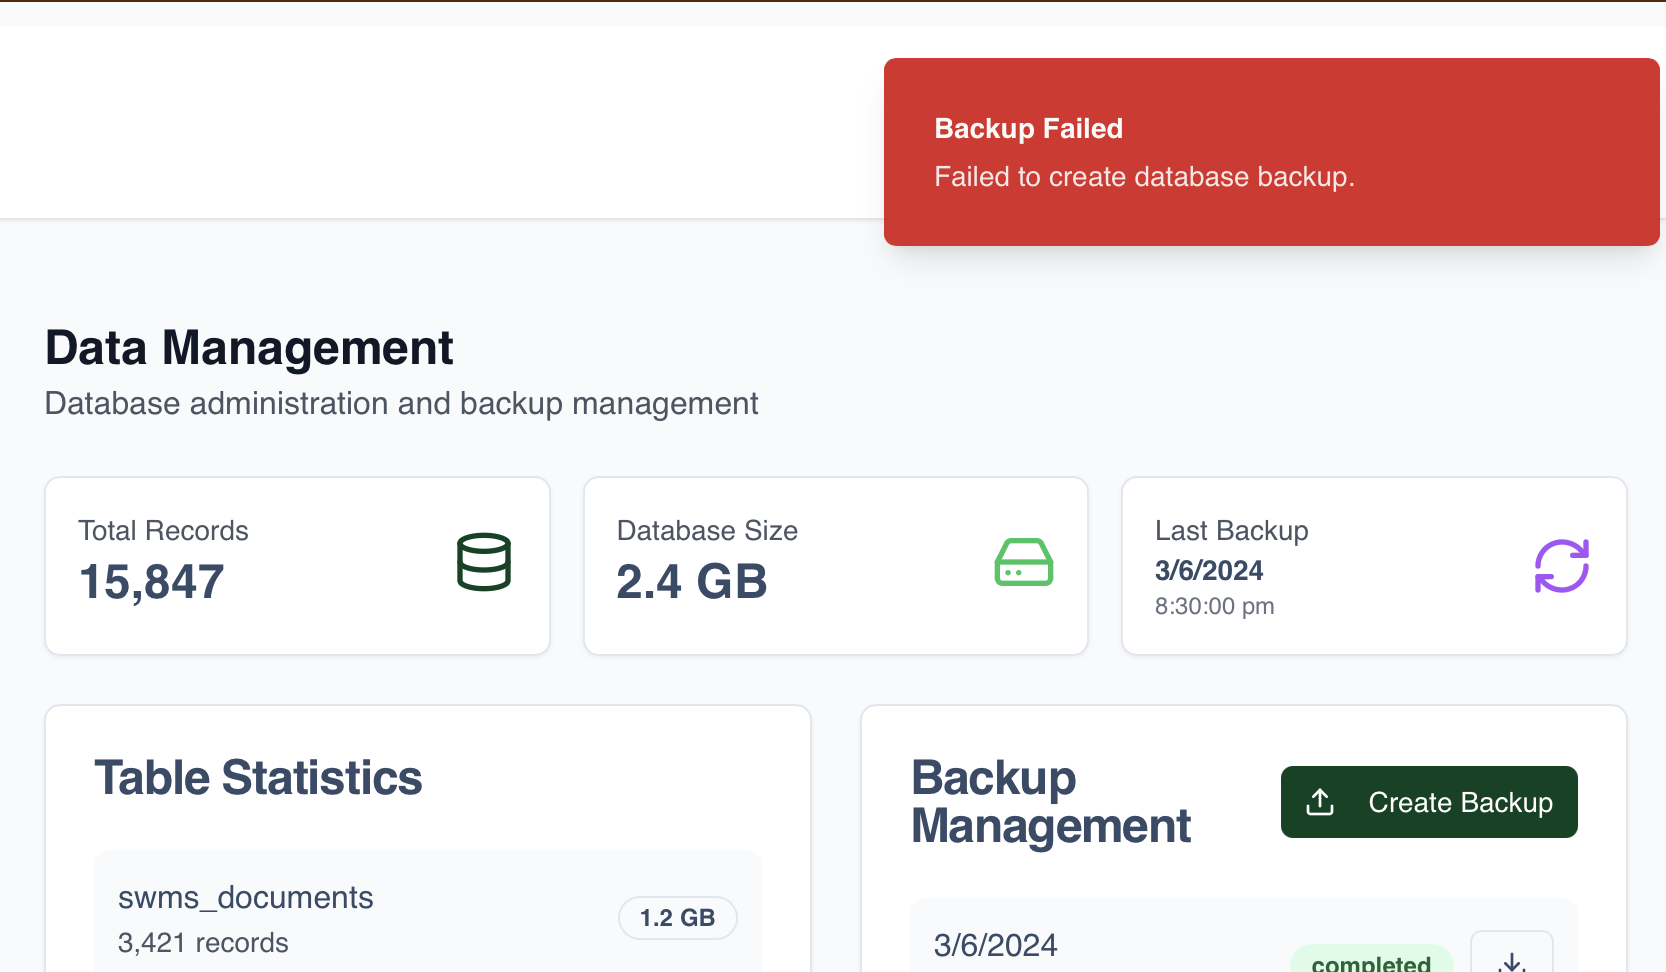 Backup Failed
Failed to create database backup.
Data Management
Database administration and backup management
Total Records
15,847
Database Size
2.4 GB
Last Backup
3/6/2024
8:30:00 pm
Table Statistics
swms_documents
3,421 records
1.2 GB
Backup
Management
Create Backup
3/6/2024
completed